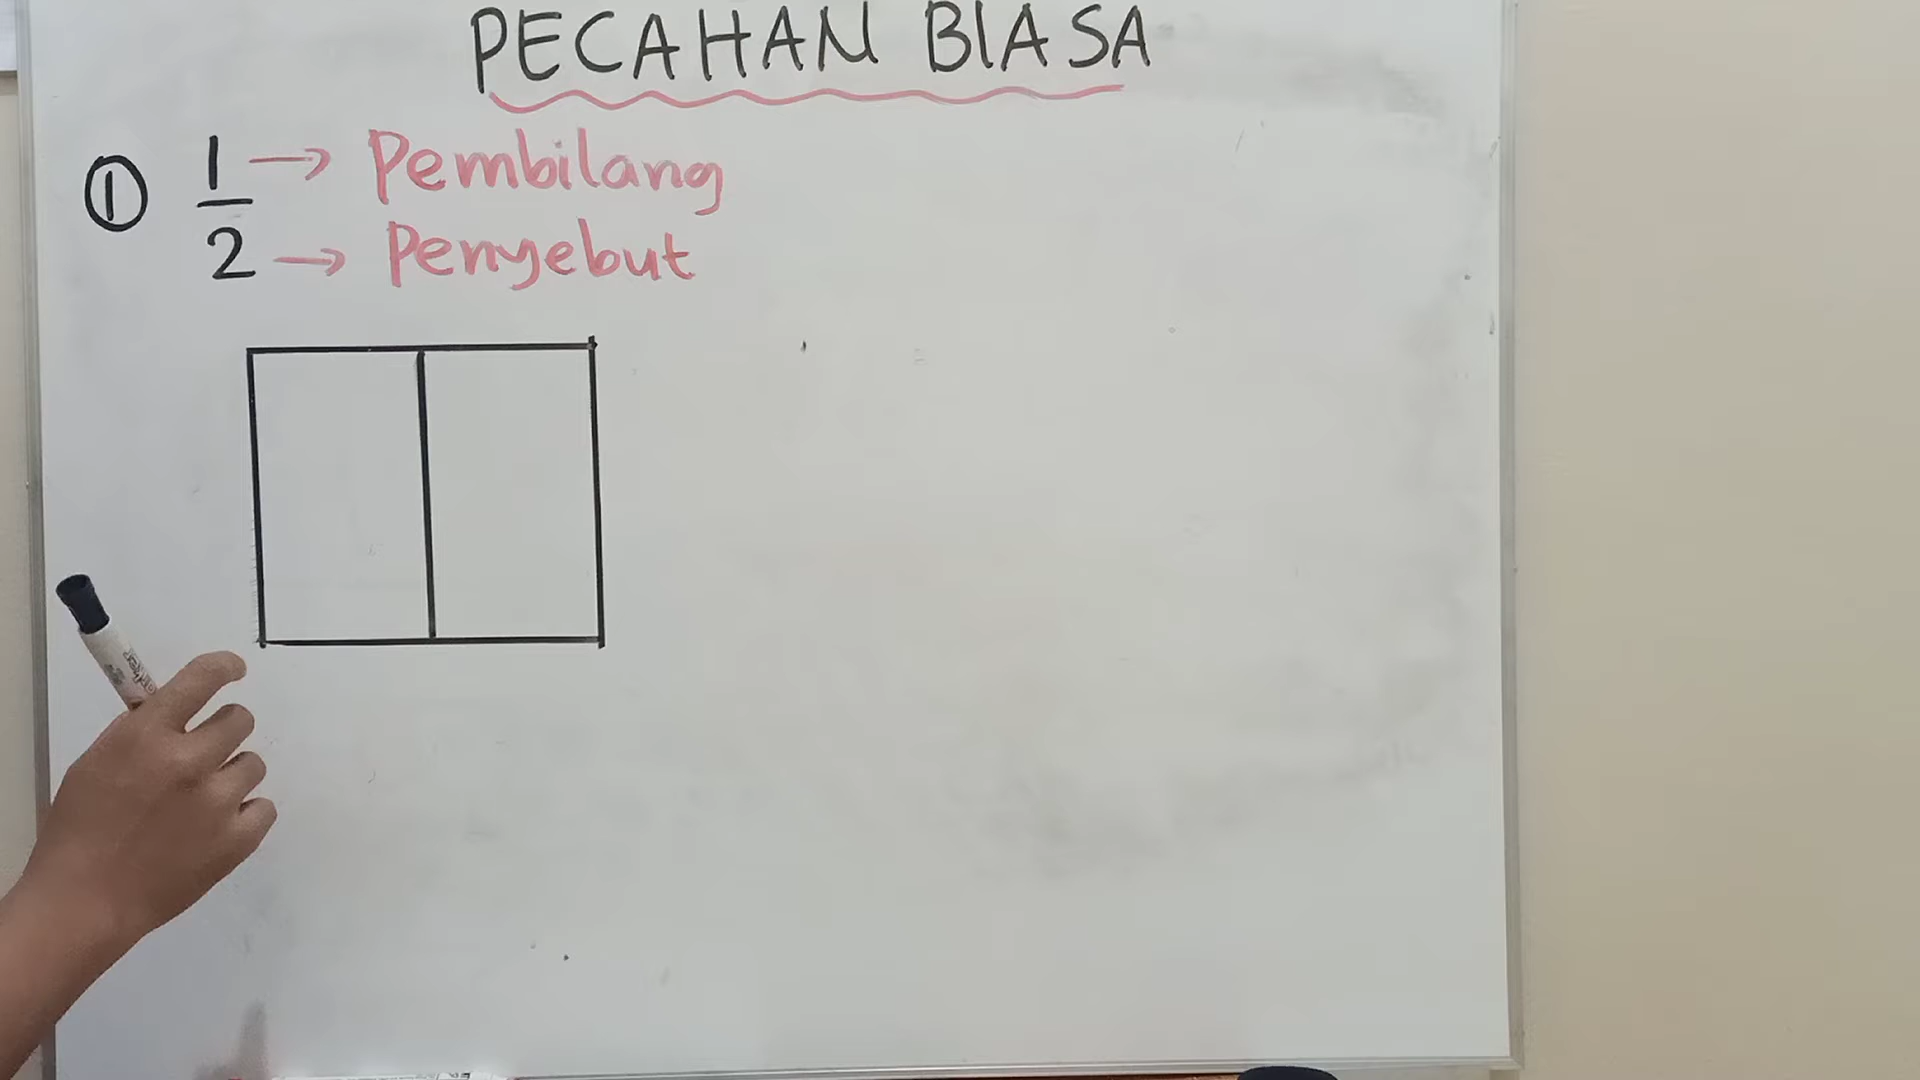 PECAHAN BIASA
① 1 → Pembilang
2 → Penyebut